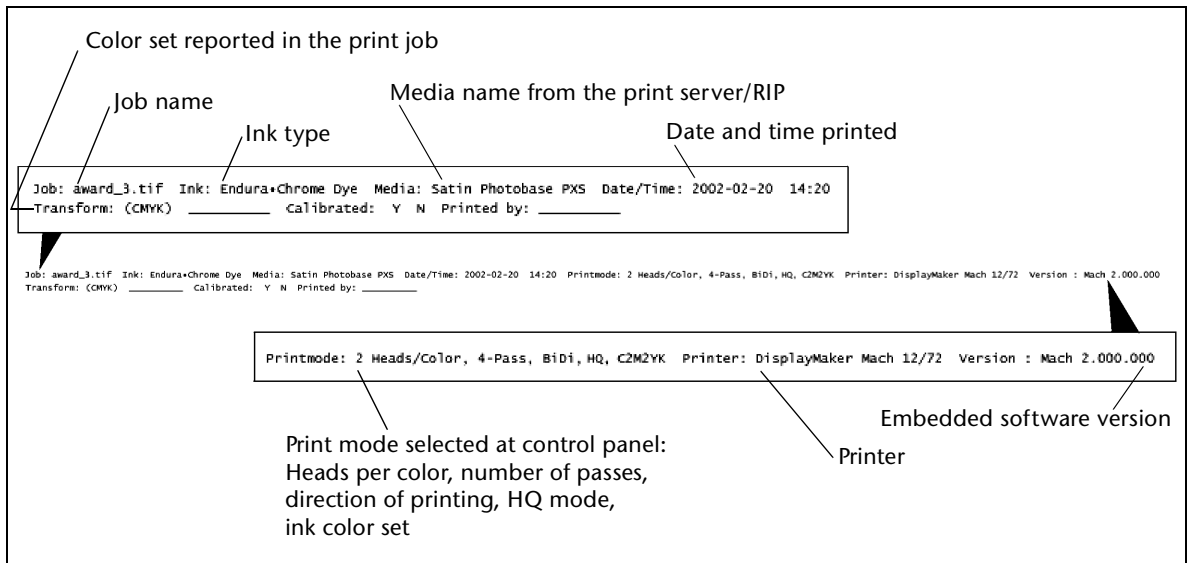 Color set reported in the print job
Job name
Media name from the print server/RIP
Ink type
Date and time printed
Job: award_3.tif Ink: Endura•Chrome Dye Media: Satin Photobase PXS Date/Time: 2002-02-20 14:20
Transform: (CMYK) _________ Calibrated: Y N Printed by: _________
Job: award_3.tif Ink: Endura•Chrome Dye Media: Satin Photobase PXS Date/Time: 2002-02-20 14:20 Printmode: 2 Heads/Color, 4-Pass, BiDi, HQ, C2M2YK Printer: DisplayMaker Mach 12/72 Version : Mach 2.000.000
Transform: (CMYK) _________ Calibrated: Y N Printed by: _________
Printmode: 2 Heads/Color, 4-Pass, BiDi, HQ, C2M2YK Printer: DisplayMaker Mach 12/72 Version : Mach 2.000.000
Embedded software version
Print mode selected at control panel:
Heads per color, number of passes,
direction of printing, HQ mode,
ink color set
Printer